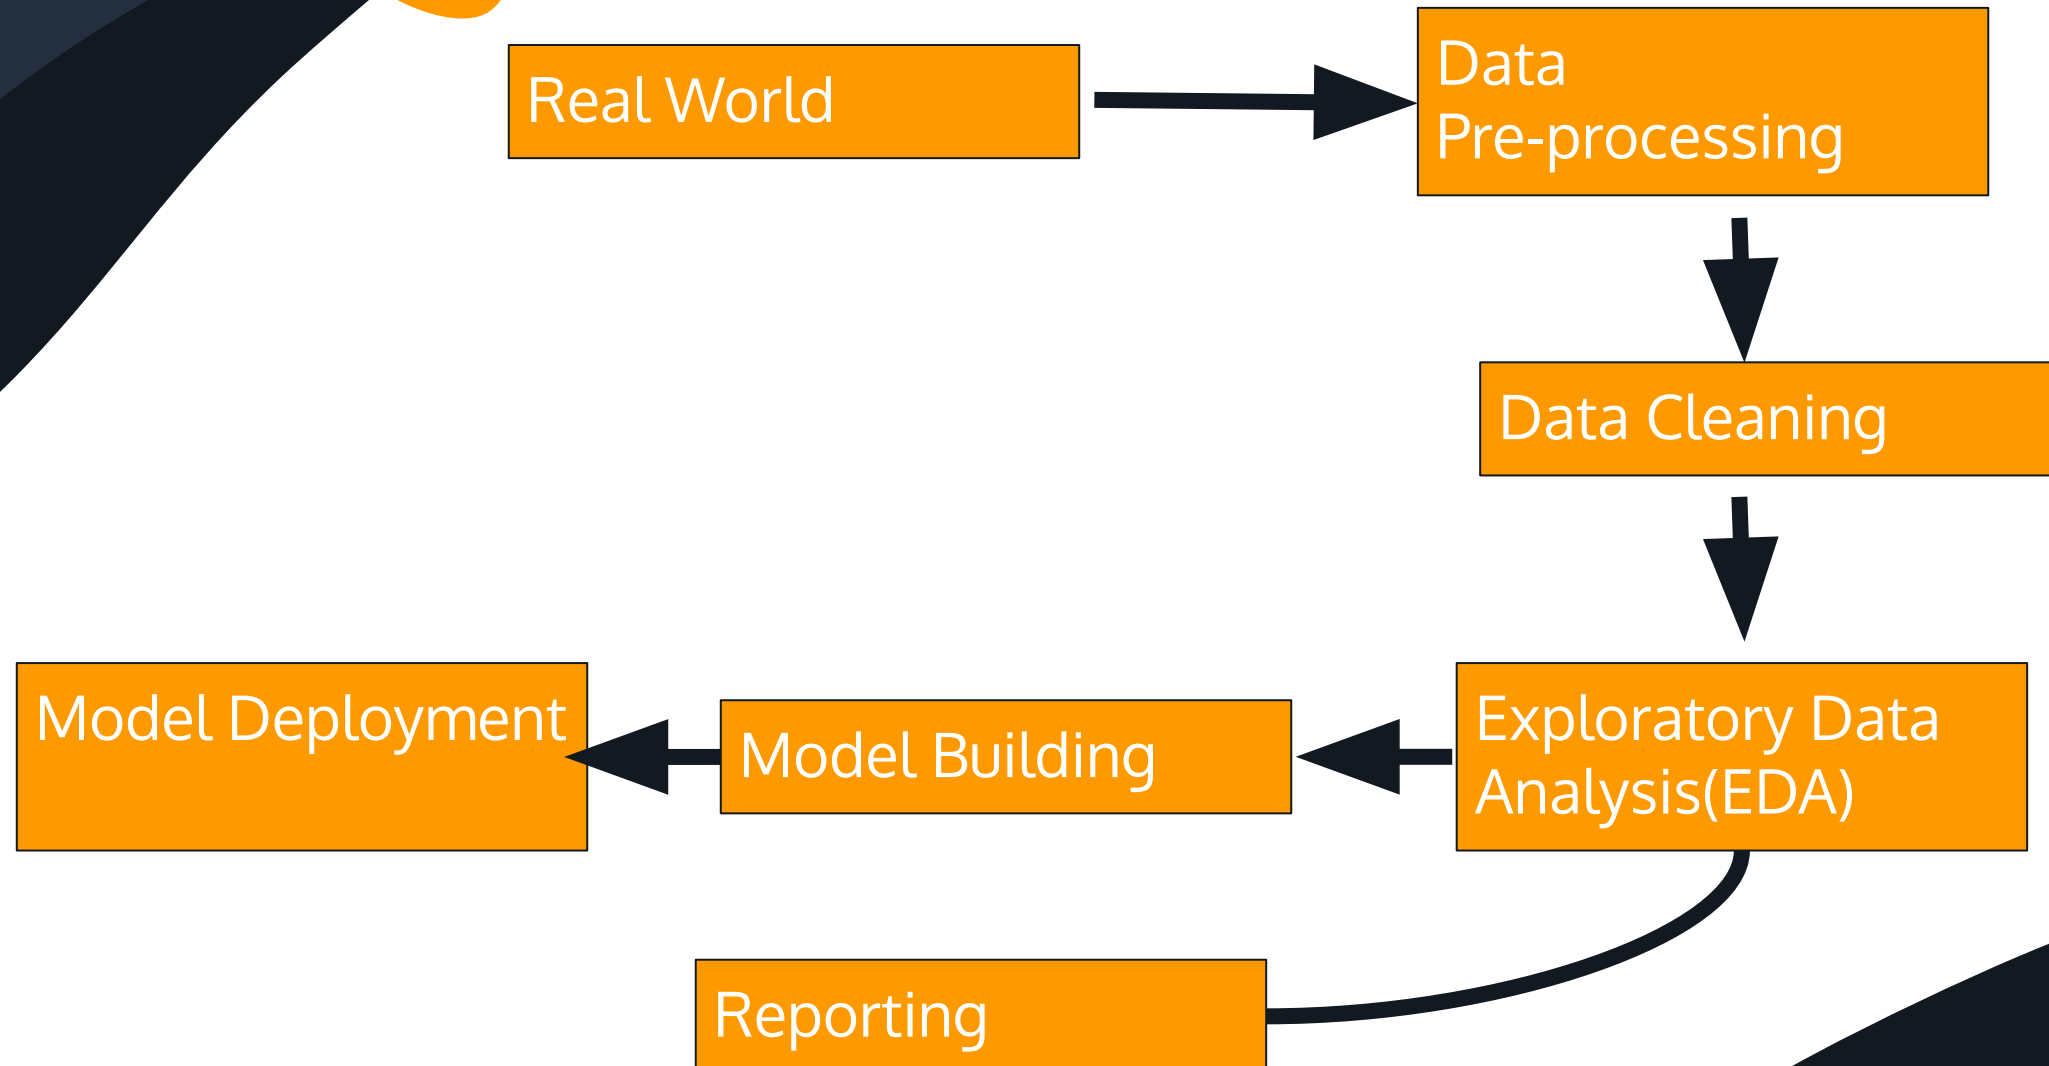 Real World
Data
Pre-processing
Data Cleaning
Exploratory Data
Analysis(EDA)
Model Building
Model Deployment
Reporting